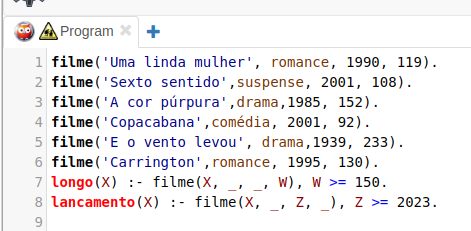 Program
1 filme('Uma linda mulher', romance, 1990, 119).
2 filme('Sexto sentido',suspense, 2001, 108).
3 filme('A cor púrpura',drama,1985, 152).
4 filme('Copacabana',comédia, 2001, 92).
5 filme('E o vento levou', drama,1939, 233).
6 filme('Carrington',romance, 1995, 130).
7 longo(X) :- filme(X, _, _, W), W >= 150.
8 lancamento(X) :- filme(X, _, Z, _), Z >= 2023.
9